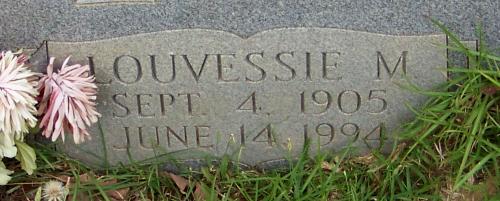 LOUVESSIE M
SEPT. 4, 1905
JUNE 14, 1994